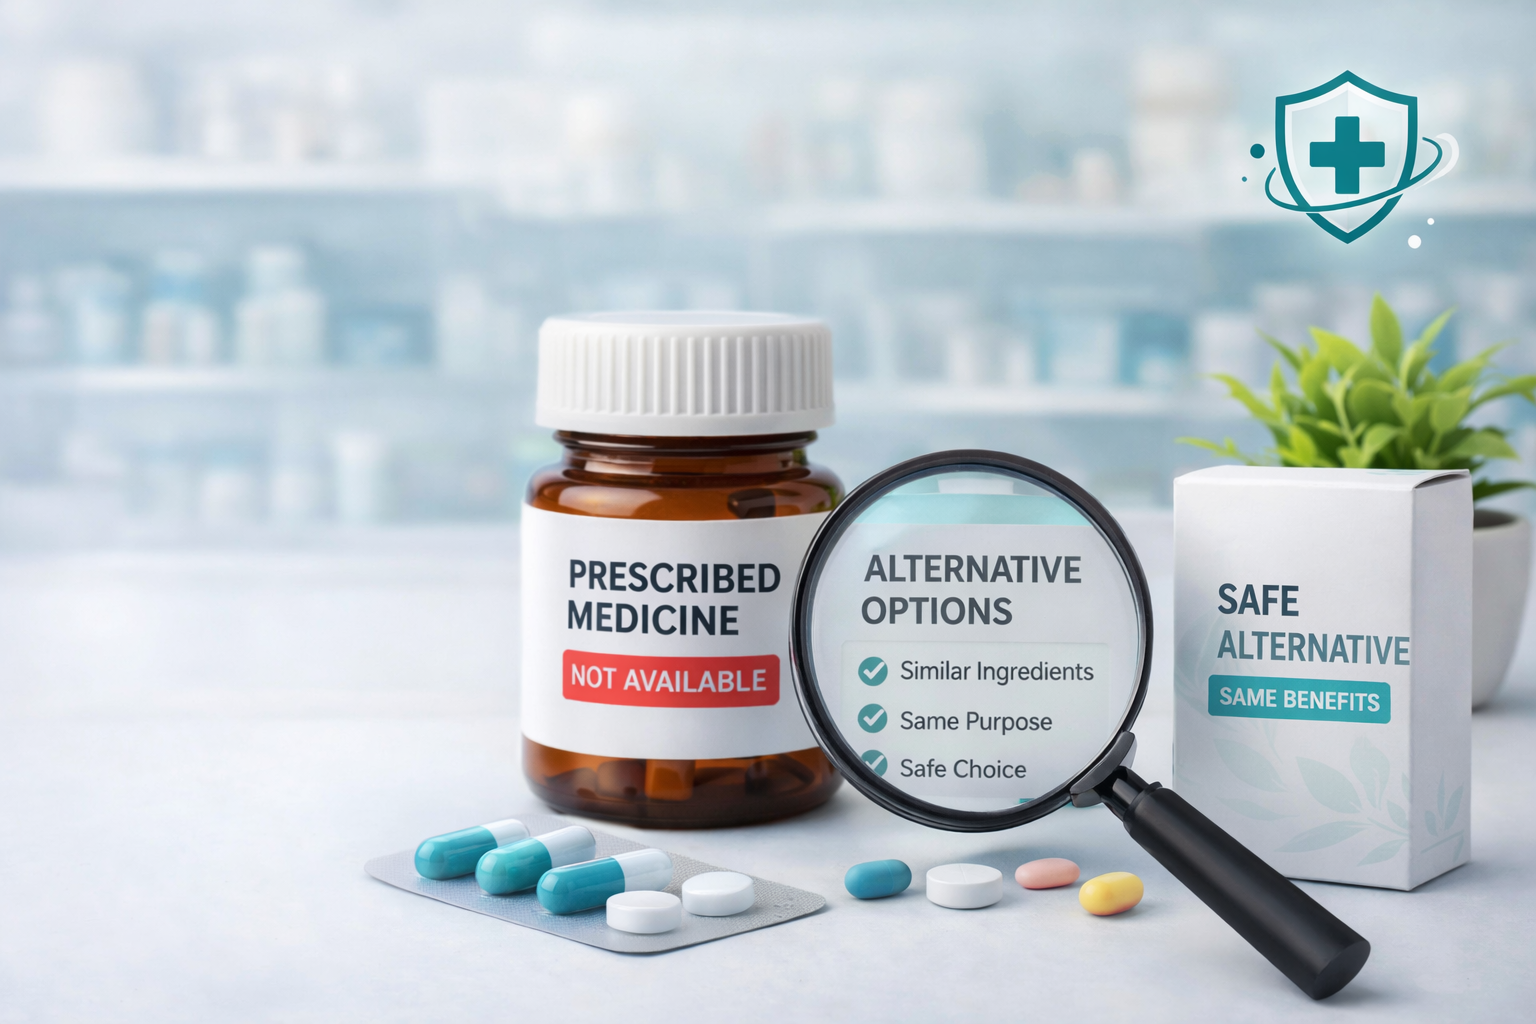 PRESCRIBED
MEDICINE
NOT AVAILABLE
ALTERNATIVE
OPTIONS
Similar Ingredients
Same Purpose
Safe Choice
SAFE
ALTERNATIVE
SAME BENEFITS